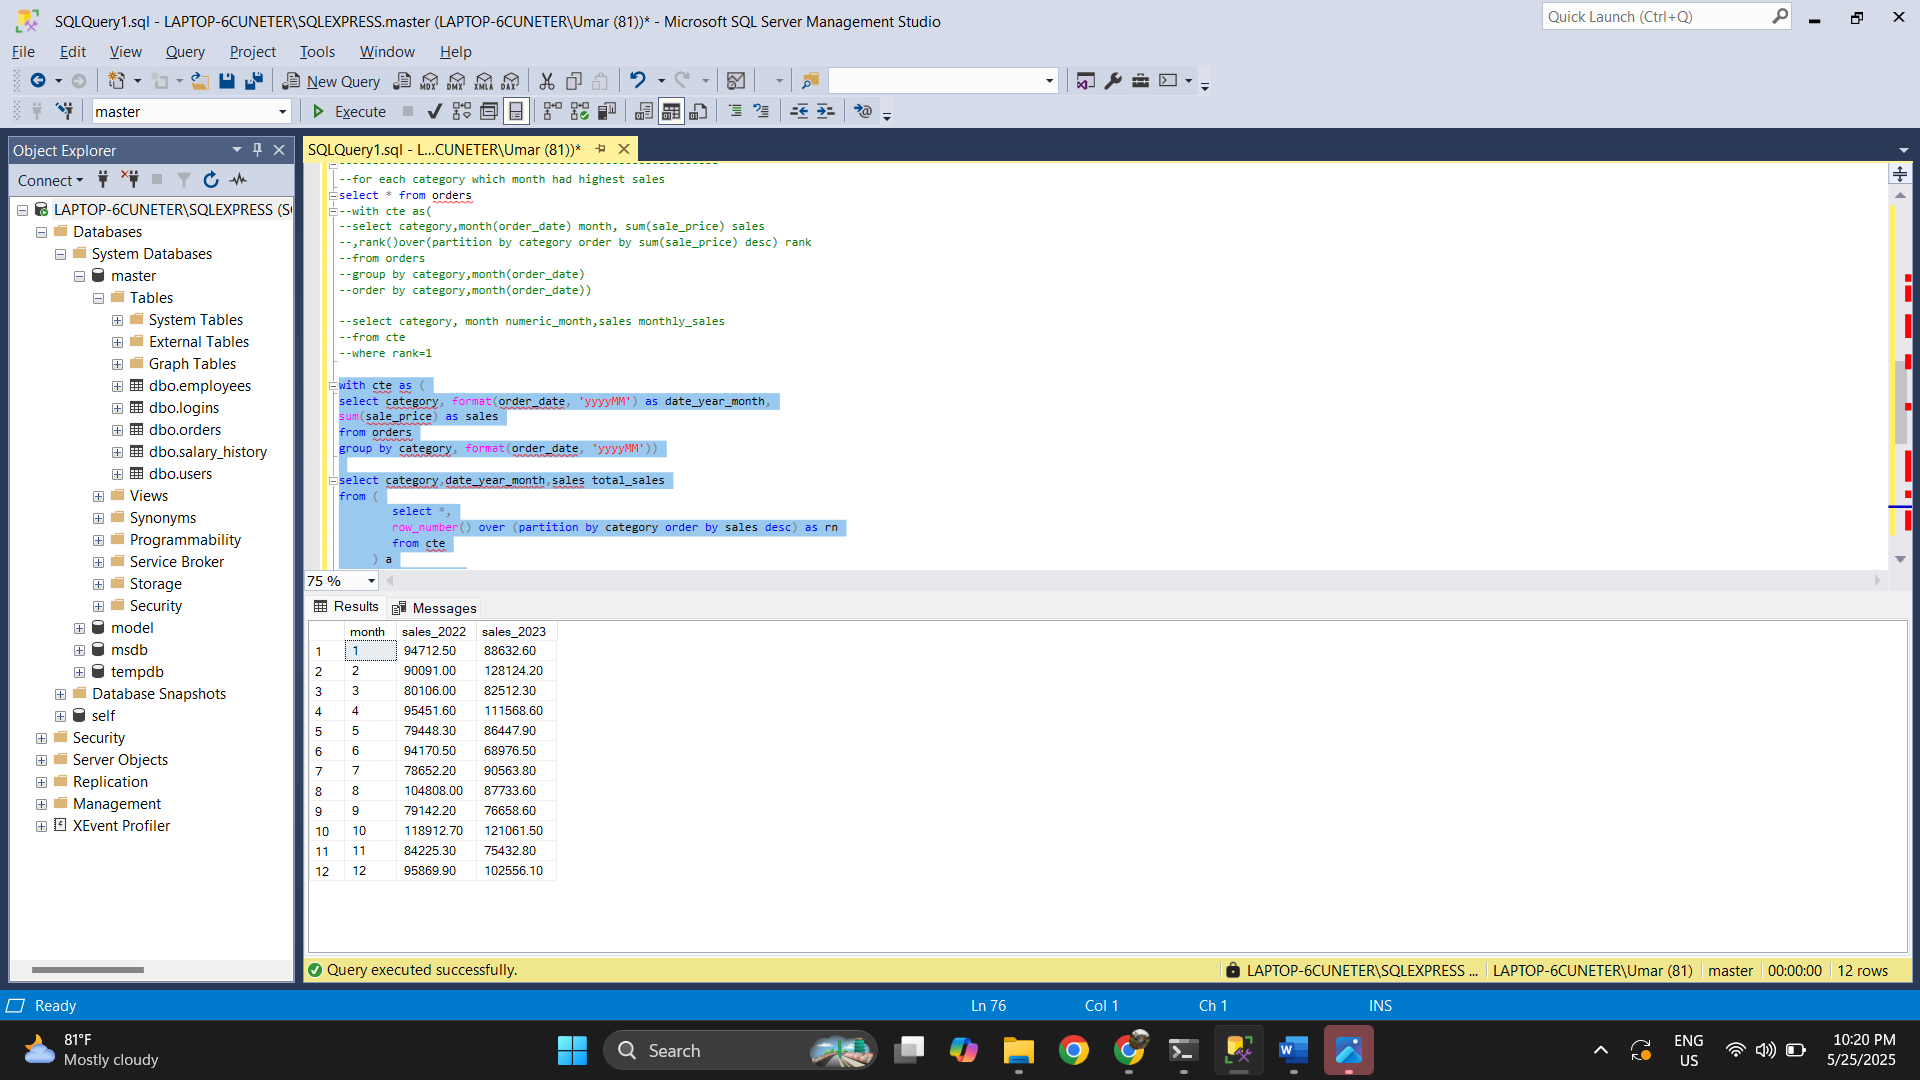 SQLQuery1.sql - LAPTOP-6CUNETER\SQLEXPRESS.master (LAPTOP-6CUNETER\Umar (81))* - Microsoft SQL Server Management Studio
Quick Launch (Ctrl+Q)
File Edit View Query Project Tools Window Help
New Query MDX DMX XMLA DAX
master Execute
Object Explorer
Connect
LAPTOP-6CUNETER\SQLEXPRESS (S
Databases
System Databases
master
Tables
System Tables
External Tables
Graph Tables
dbo.employees
dbo.logins
dbo.orders
dbo.salary_history
dbo.users
Views
Synonyms
Programmability
Service Broker
Storage
Security
model
msdb
tempdb
Database Snapshots
self
Security
Server Objects
Replication
Management
XEvent Profiler
SQLQuery1.sql - L...CUNETER\Umar (81))*
--for each category which month had highest sales
select * from orders
--with cte as(
--select category,month(order_date) month, sum(sale_price) sales
--,rank()over(partition by category order by sum(sale_price) desc) rank
--from orders
--group by category,month(order_date)
--order by category,month(order_date))
--select category, month numeric_month,sales monthly_sales
--from cte
--where rank=1
with cte as (
select category, format(order_date, 'yyyyMM') as date_year_month,
sum(sale_price) as sales
from orders
group by category, format(order_date, 'yyyyMM'))
select category,date_year_month,sales total_sales
from (
select *,
row_number() over (partition by category order by sales desc) as rn
from cte
) a
75 %
Results Messages
month sales_2022 sales_2023
1 1 94712.50 88632.60
2 2 90091.00 128124.20
3 3 80106.00 82512.30
4 4 95451.60 111568.60
5 5 79448.30 86447.90
6 6 94170.50 68976.50
7 7 78652.20 90563.80
8 8 104808.00 87733.60
9 9 79142.20 76658.60
10 10 118912.70 121061.50
11 11 84225.30 75432.80
12 12 95869.90 102556.10
Query executed successfully.
LAPTOP-6CUNETER\SQLEXPRESS ... LAPTOP-6CUNETER\Umar (81) master 00:00:00 12 rows
Ready Ln 76 Col 1 Ch 1 INS
81°F
Mostly cloudy
Search
ENG
US
10:20 PM
5/25/2025